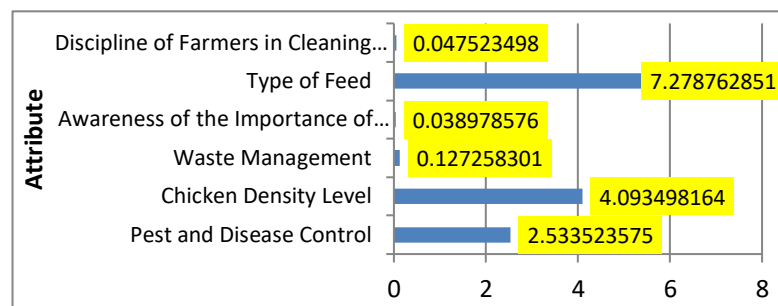 Attribute
Discipline of Farmers in Cleaning... 0.047523498
Type of Feed 7.278762851
Awareness of the Importance of... 0.038978576
Waste Management 0.127258301
Chicken Density Level 4.093498164
Pest and Disease Control 2.533523575
0 2 4 6 8